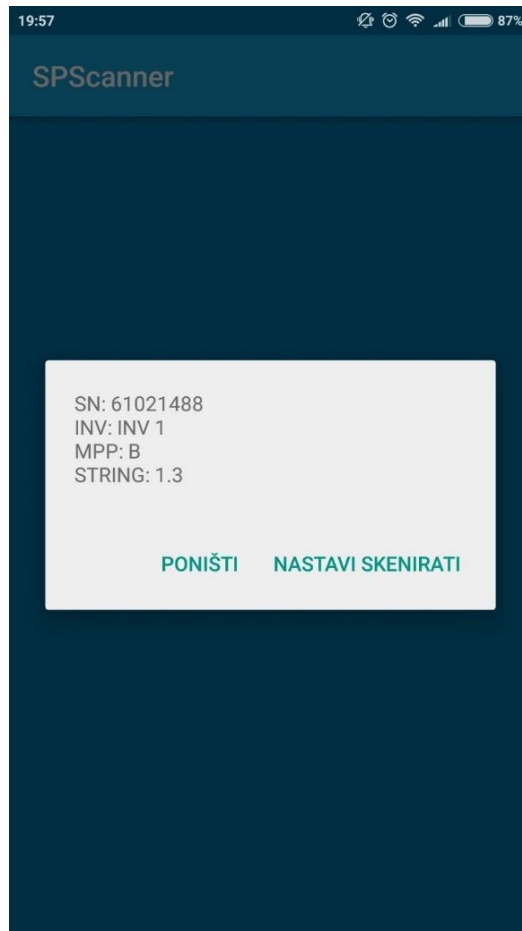 19:57 87%
SPScanner
SN: 61021488
INV: INV 1
MPP: B
STRING: 1.3
PONIŠTI NASTAVI SKENIRATI